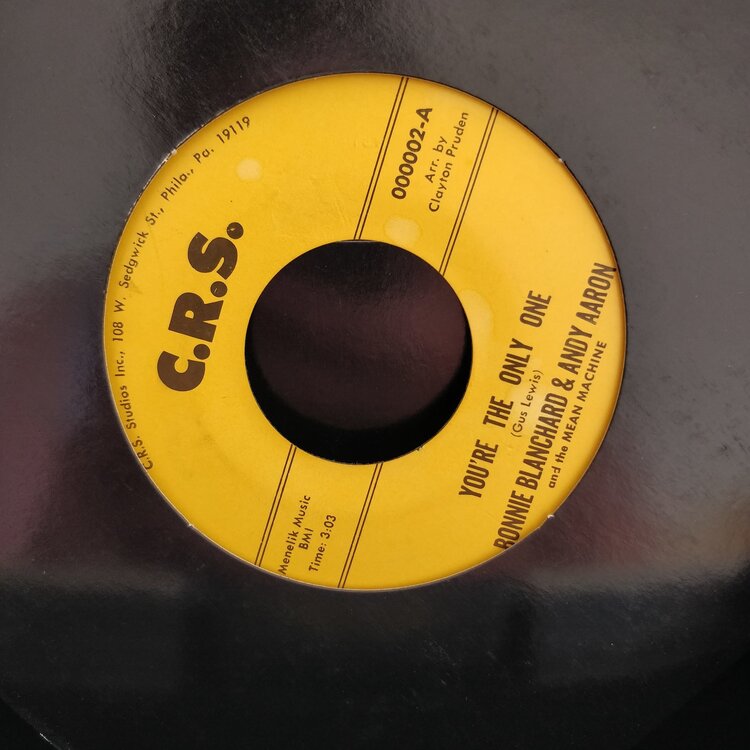 C.R.S. Studios Inc., 108 W. Sedgwick St., Phila., Pa. 19119
C.R.S.
000002-A
Arr. by
Clayton Pruden
Menelik Music
BMI
Time: 3:03
YOU'RE THE ONLY ONE
(Gus Lewis)
RONNIE BLANCHARD & ANDY AARON
and the MEAN MACHINE